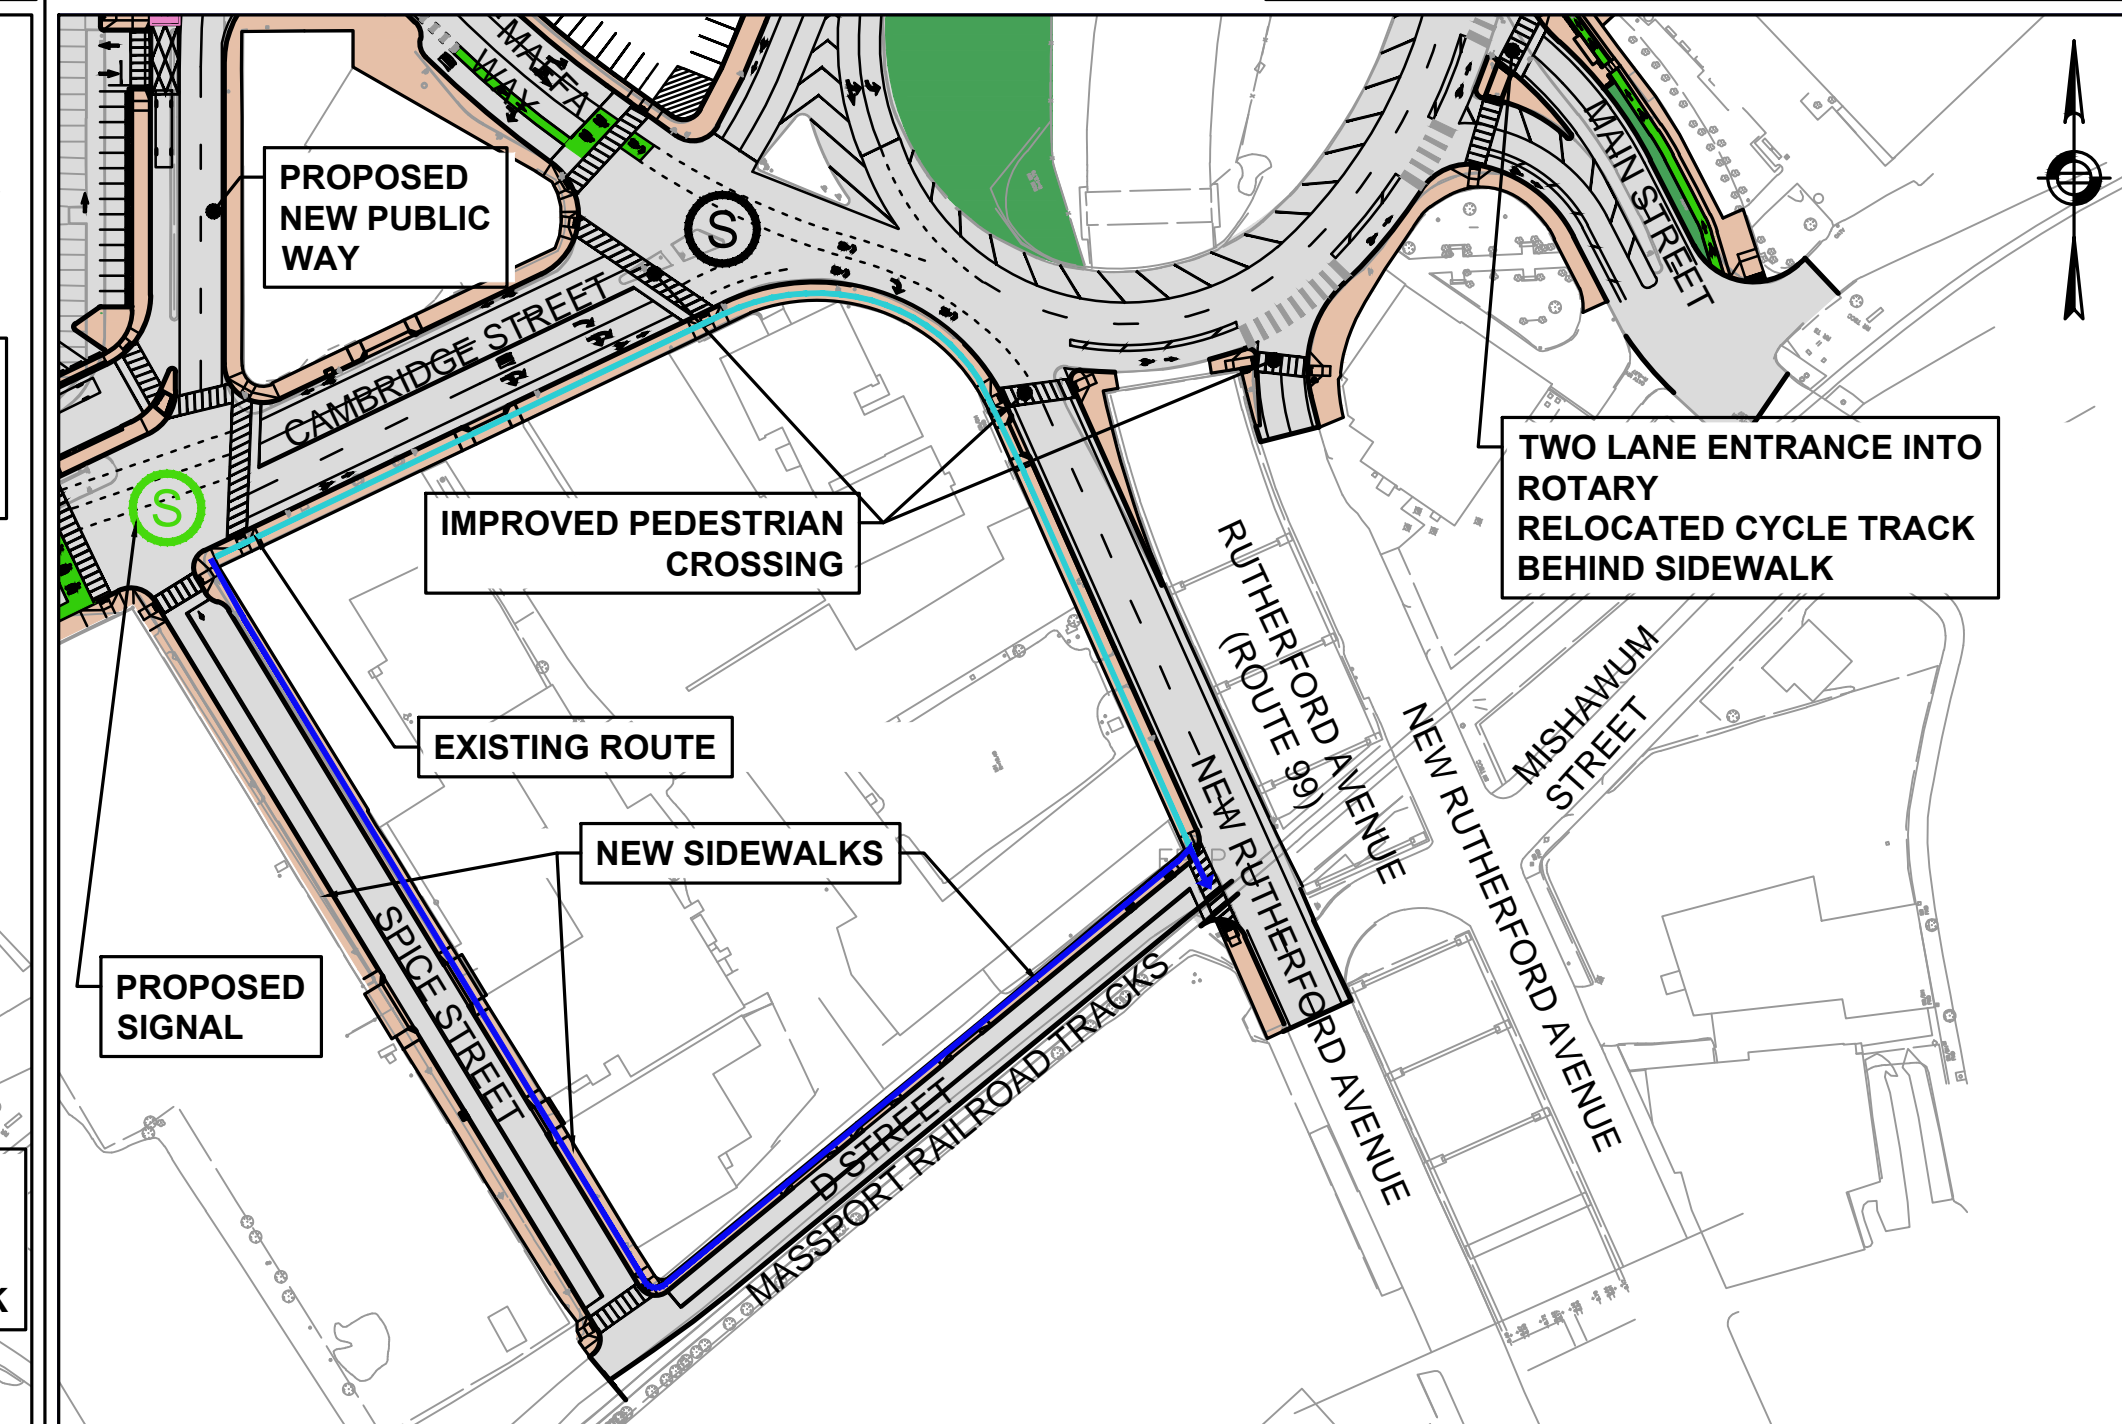 MAFFA
WAY
PROPOSED
NEW PUBLIC
WAY
S
MAIN STREET
CAMBRIDGE STREET
TWO LANE ENTRANCE INTO
ROTARY
RELOCATED CYCLE TRACK
BEHIND SIDEWALK
S
IMPROVED PEDESTRIAN
CROSSING
RUTHERFORD AVENUE
(ROUTE 99)
MISHAWUM
STREET
EXISTING ROUTE
NEW RUTHERFORD AVENUE
NEW RUTHERFORD AVENUE
NEW SIDEWALKS
SPICE STREET
PROPOSED
SIGNAL
D STREET
MASSPORT RAILROAD TRACKS
K